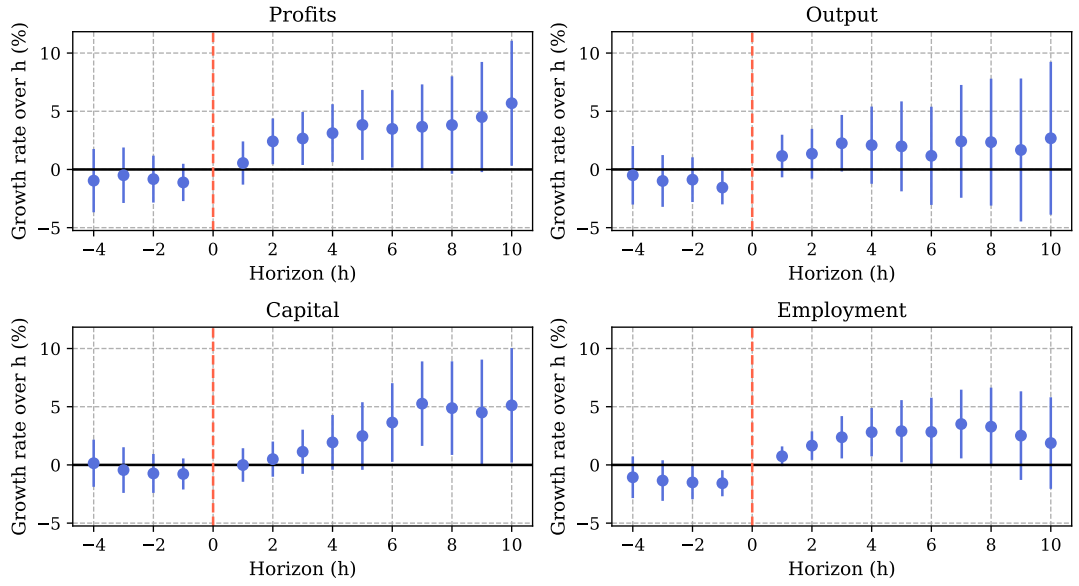 Profits
Growth rate over h (%)
10
5
0
−5
−4 −2 0 2 4 6 8 10
Horizon (h)
Output
Growth rate over h (%)
10
5
0
−5
−4 −2 0 2 4 6 8 10
Horizon (h)
Capital
Growth rate over h (%)
10
5
0
−5
−4 −2 0 2 4 6 8 10
Horizon (h)
Employment
Growth rate over h (%)
10
5
0
−5
−4 −2 0 2 4 6 8 10
Horizon (h)